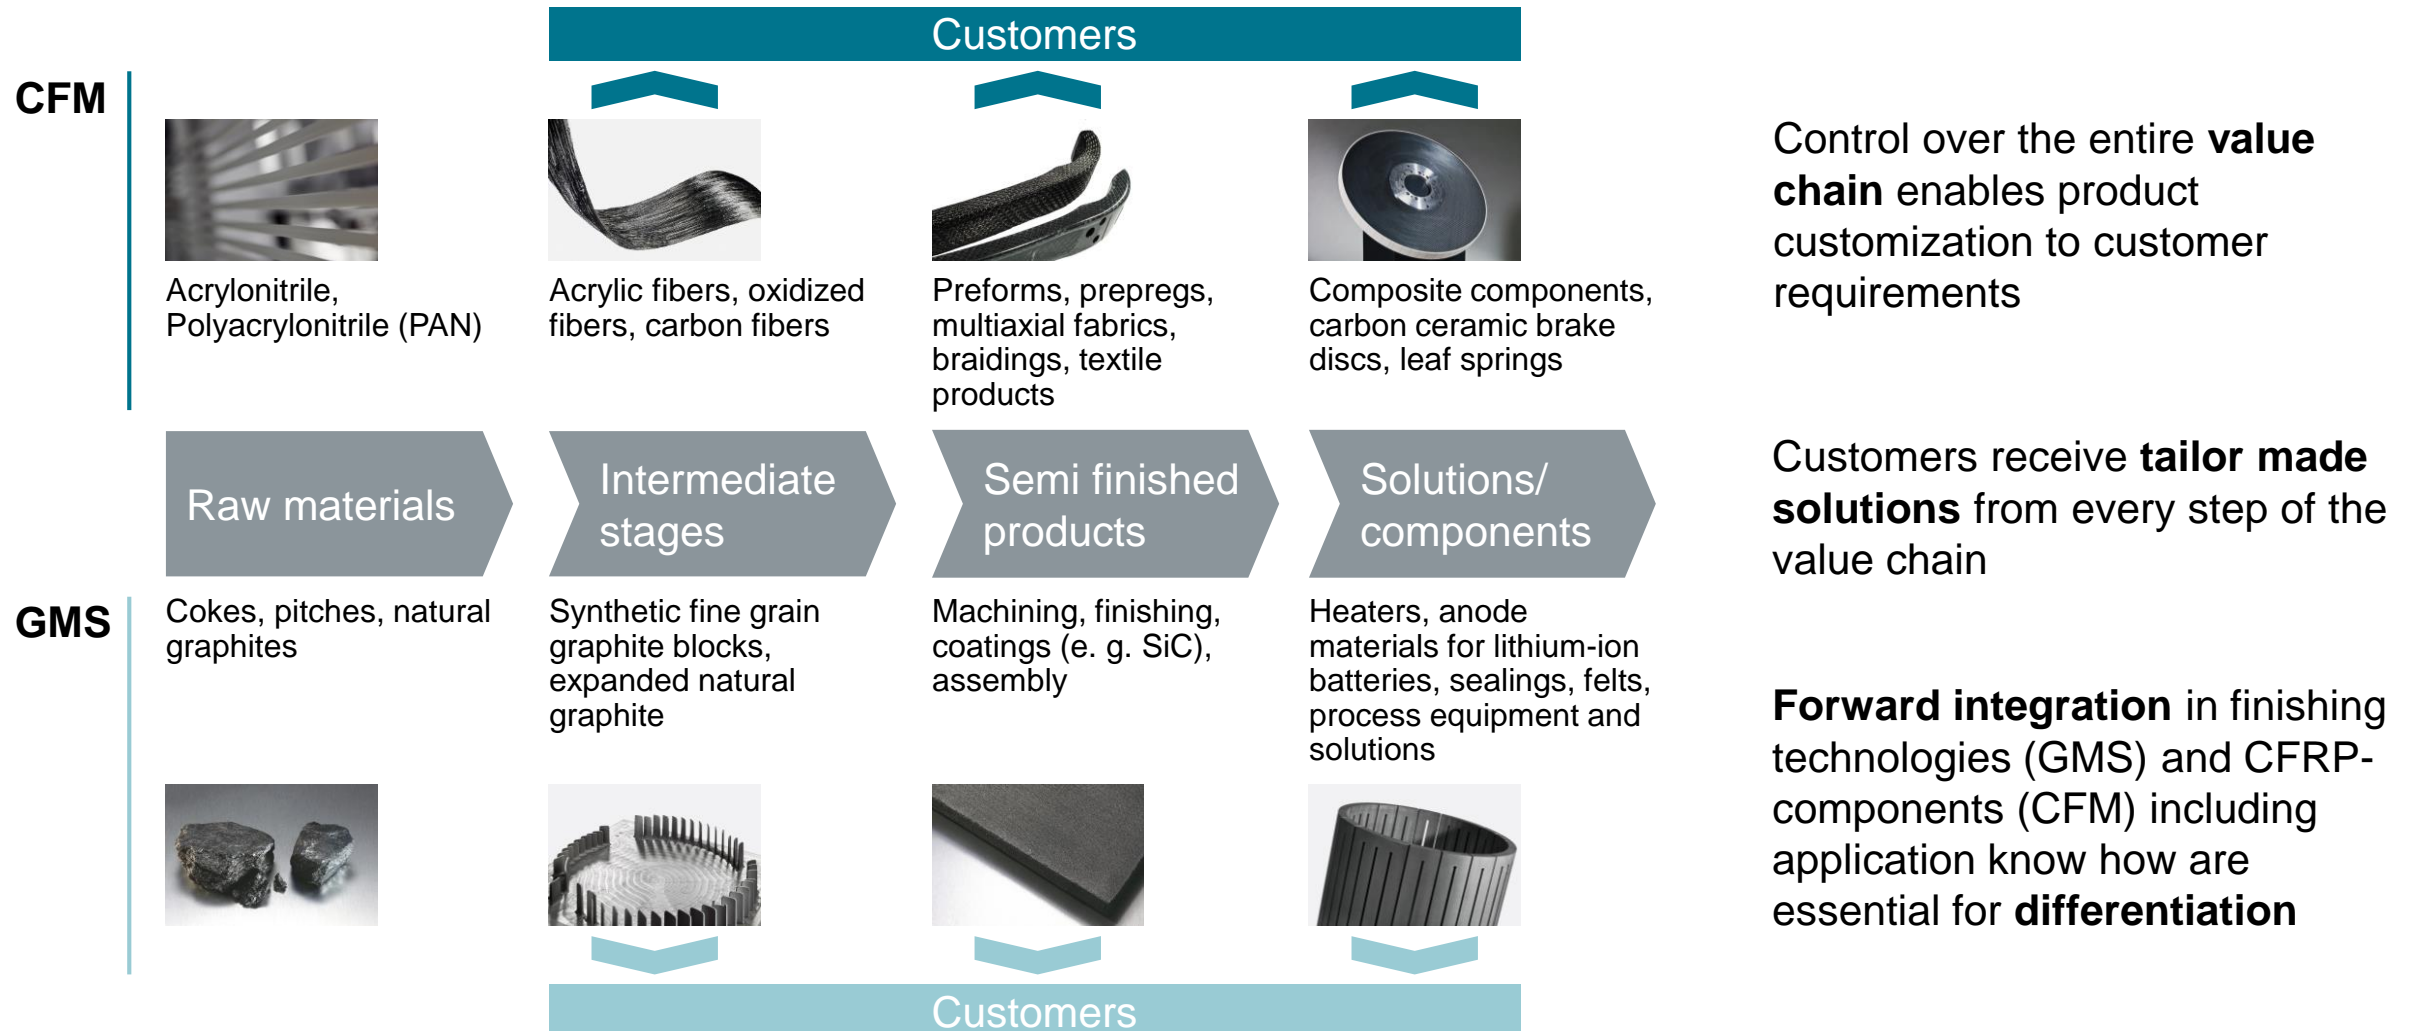 Customers
CFM
Acrylonitrile,
Polyacrylonitrile (PAN)
Acrylic fibers, oxidized
fibers, carbon fibers
Preforms, prepregs,
multiaxial fabrics,
braidings, textile
products
Composite components,
carbon ceramic brake
discs, leaf springs
Raw materials
Intermediate
stages
Semi finished
products
Solutions/
components
GMS
Cokes, pitches, natural
graphites
Synthetic fine grain
graphite blocks,
expanded natural
graphite
Machining, finishing,
coatings (e. g. SiC),
assembly
Heaters, anode
materials for lithium-ion
batteries, sealings, felts,
process equipment and
solutions
Customers
Control over the entire value
chain enables product
customization to customer
requirements
Customers receive tailor made
solutions from every step of the
value chain
Forward integration in finishing
technologies (GMS) and CFRP-
components (CFM) including
application know how are
essential for differentiation